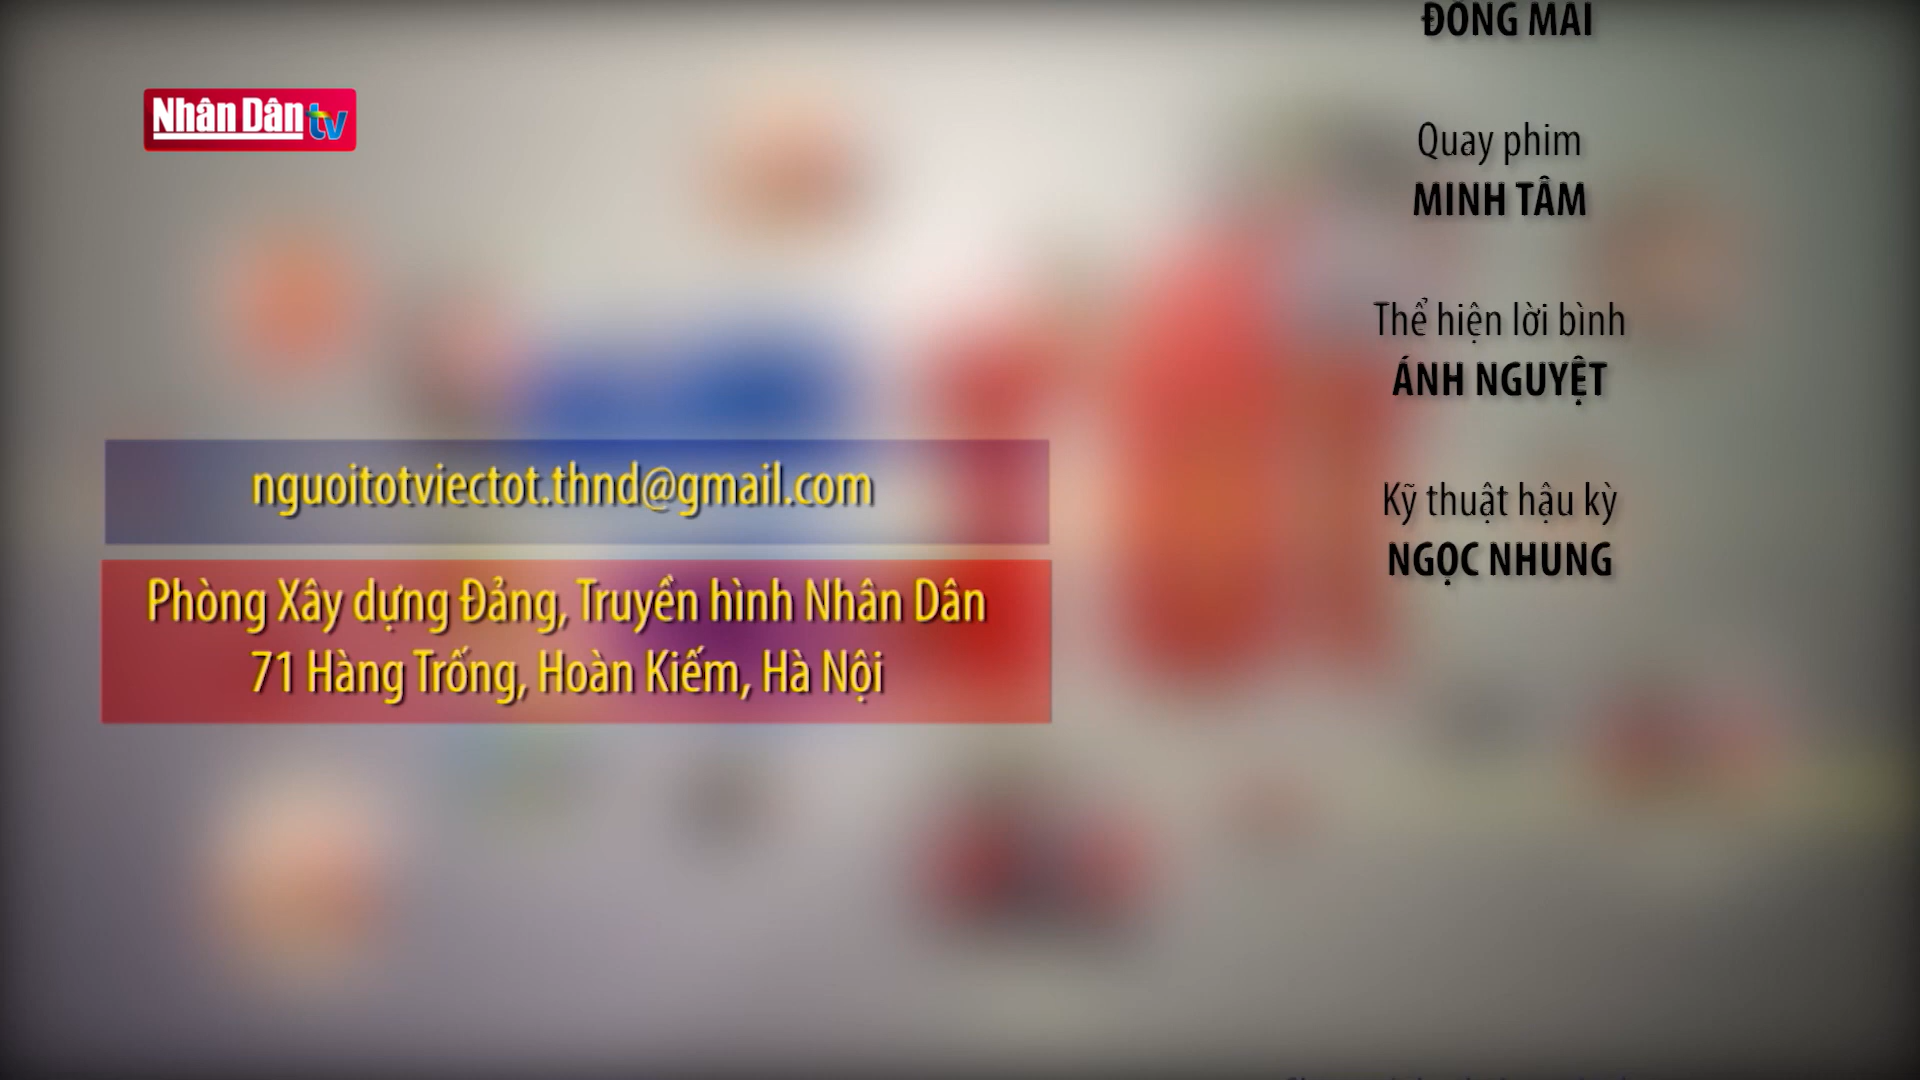 Nhân Dân tv
nguoitotviectot.thnd@gmail.com
Phòng Xây dựng Đảng, Truyền hình Nhân Dân
71 Hàng Trống, Hoàn Kiếm, Hà Nội
MAI
Quay phim
MINH TÂM
Thể hiện lời bình
ÁNH NGUYỆT
Kỹ thuật hậu kỳ
NGỌC NHUNG